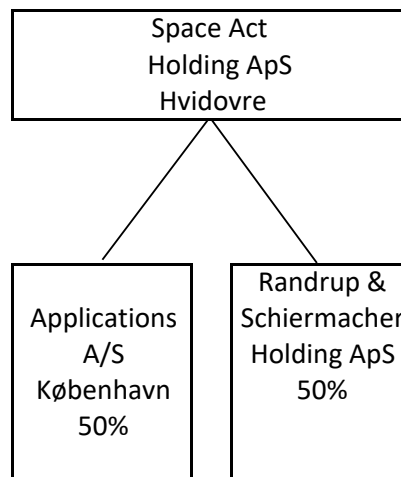 Space Act
Holding ApS
Hvidovre
Applications
A/S
København
50%
Randrup &
Schiermacher
Holding ApS
50%